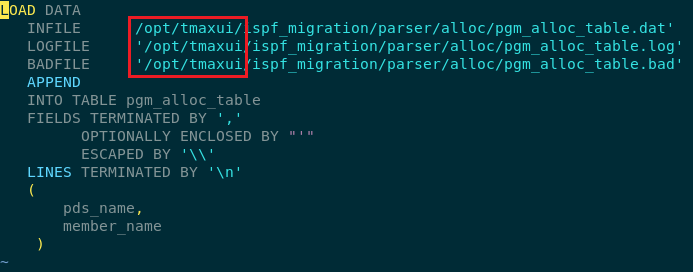 LOAD DATA
INFILE '/opt/tmaxui/ispf_migration/parser/alloc/pgm_alloc_table.dat'
LOGFILE '/opt/tmaxui/ispf_migration/parser/alloc/pgm_alloc_table.log'
BADFILE '/opt/tmaxui/ispf_migration/parser/alloc/pgm_alloc_table.bad'
APPEND
INTO TABLE pgm_alloc_table
FIELDS TERMINATED BY ','
OPTIONALLY ENCLOSED BY "'"
ESCAPED BY '\\'
LINES TERMINATED BY '\n'
(
pds_name,
member_name
)
~